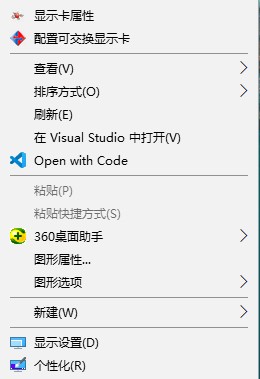 显示卡属性
配置可交换显示卡
查看(V)
排序方式(O)
刷新(E)
在 Visual Studio 中打开(V)
Open with Code
粘贴(P)
粘贴快捷方式(S)
360桌面助手
图形属性...
图形选项
新建(W)
显示设置(D)
个性化(R)